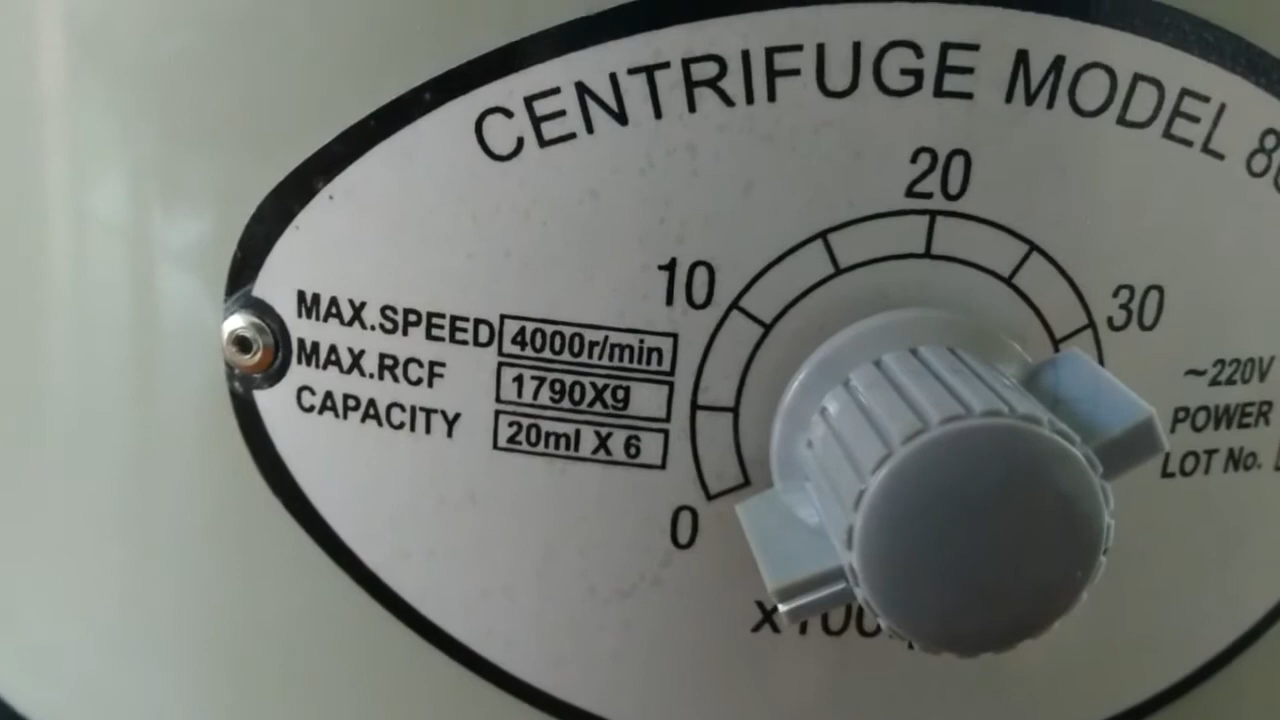 CENTRIFUGE MODEL
20
10
30
0
MAX.SPEED 4000r/min
MAX.RCF 1790Xg
CAPACITY 20ml X 6
~220V
POWER
LOT No.